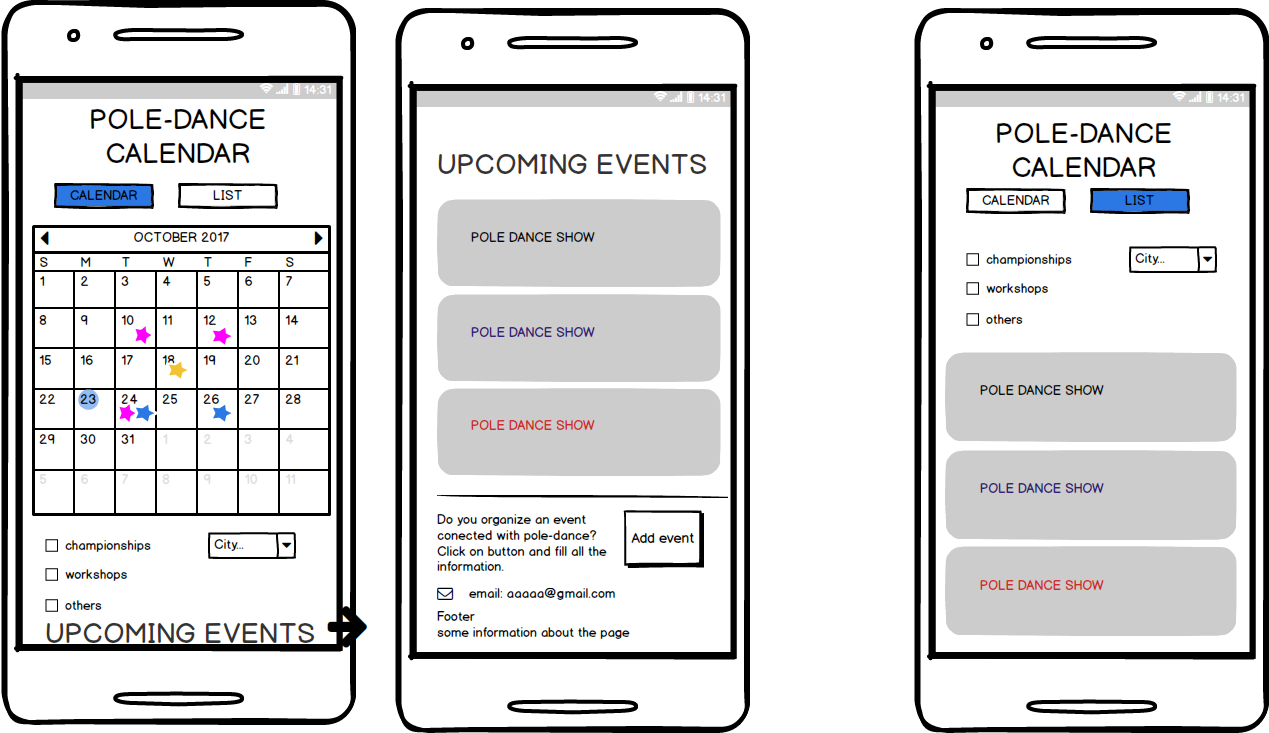 14:31
POLE-DANCE
CALENDAR
CALENDAR LIST
OCTOBER 2017
S M T W T F S
1 2 3 4 5 6 7
8 9 10 11 12 13 14
15 16 17 18 19 20 21
22 23 24 25 26 27 28
29 30 31 1 2 3 4
5 6 7 8 9 10 11
championships City...
workshops
others
UPCOMING EVENTS
14:31
UPCOMING EVENTS
POLE DANCE SHOW
POLE DANCE SHOW
POLE DANCE SHOW
Do you organize an event
conected with pole-dance?
Click on button and fill all the
information.
Add event
email: aaaaa@gmail.com
Footer
some information about the page
14:31
POLE-DANCE
CALENDAR
CALENDAR LIST
championships City...
workshops
others
POLE DANCE SHOW
POLE DANCE SHOW
POLE DANCE SHOW